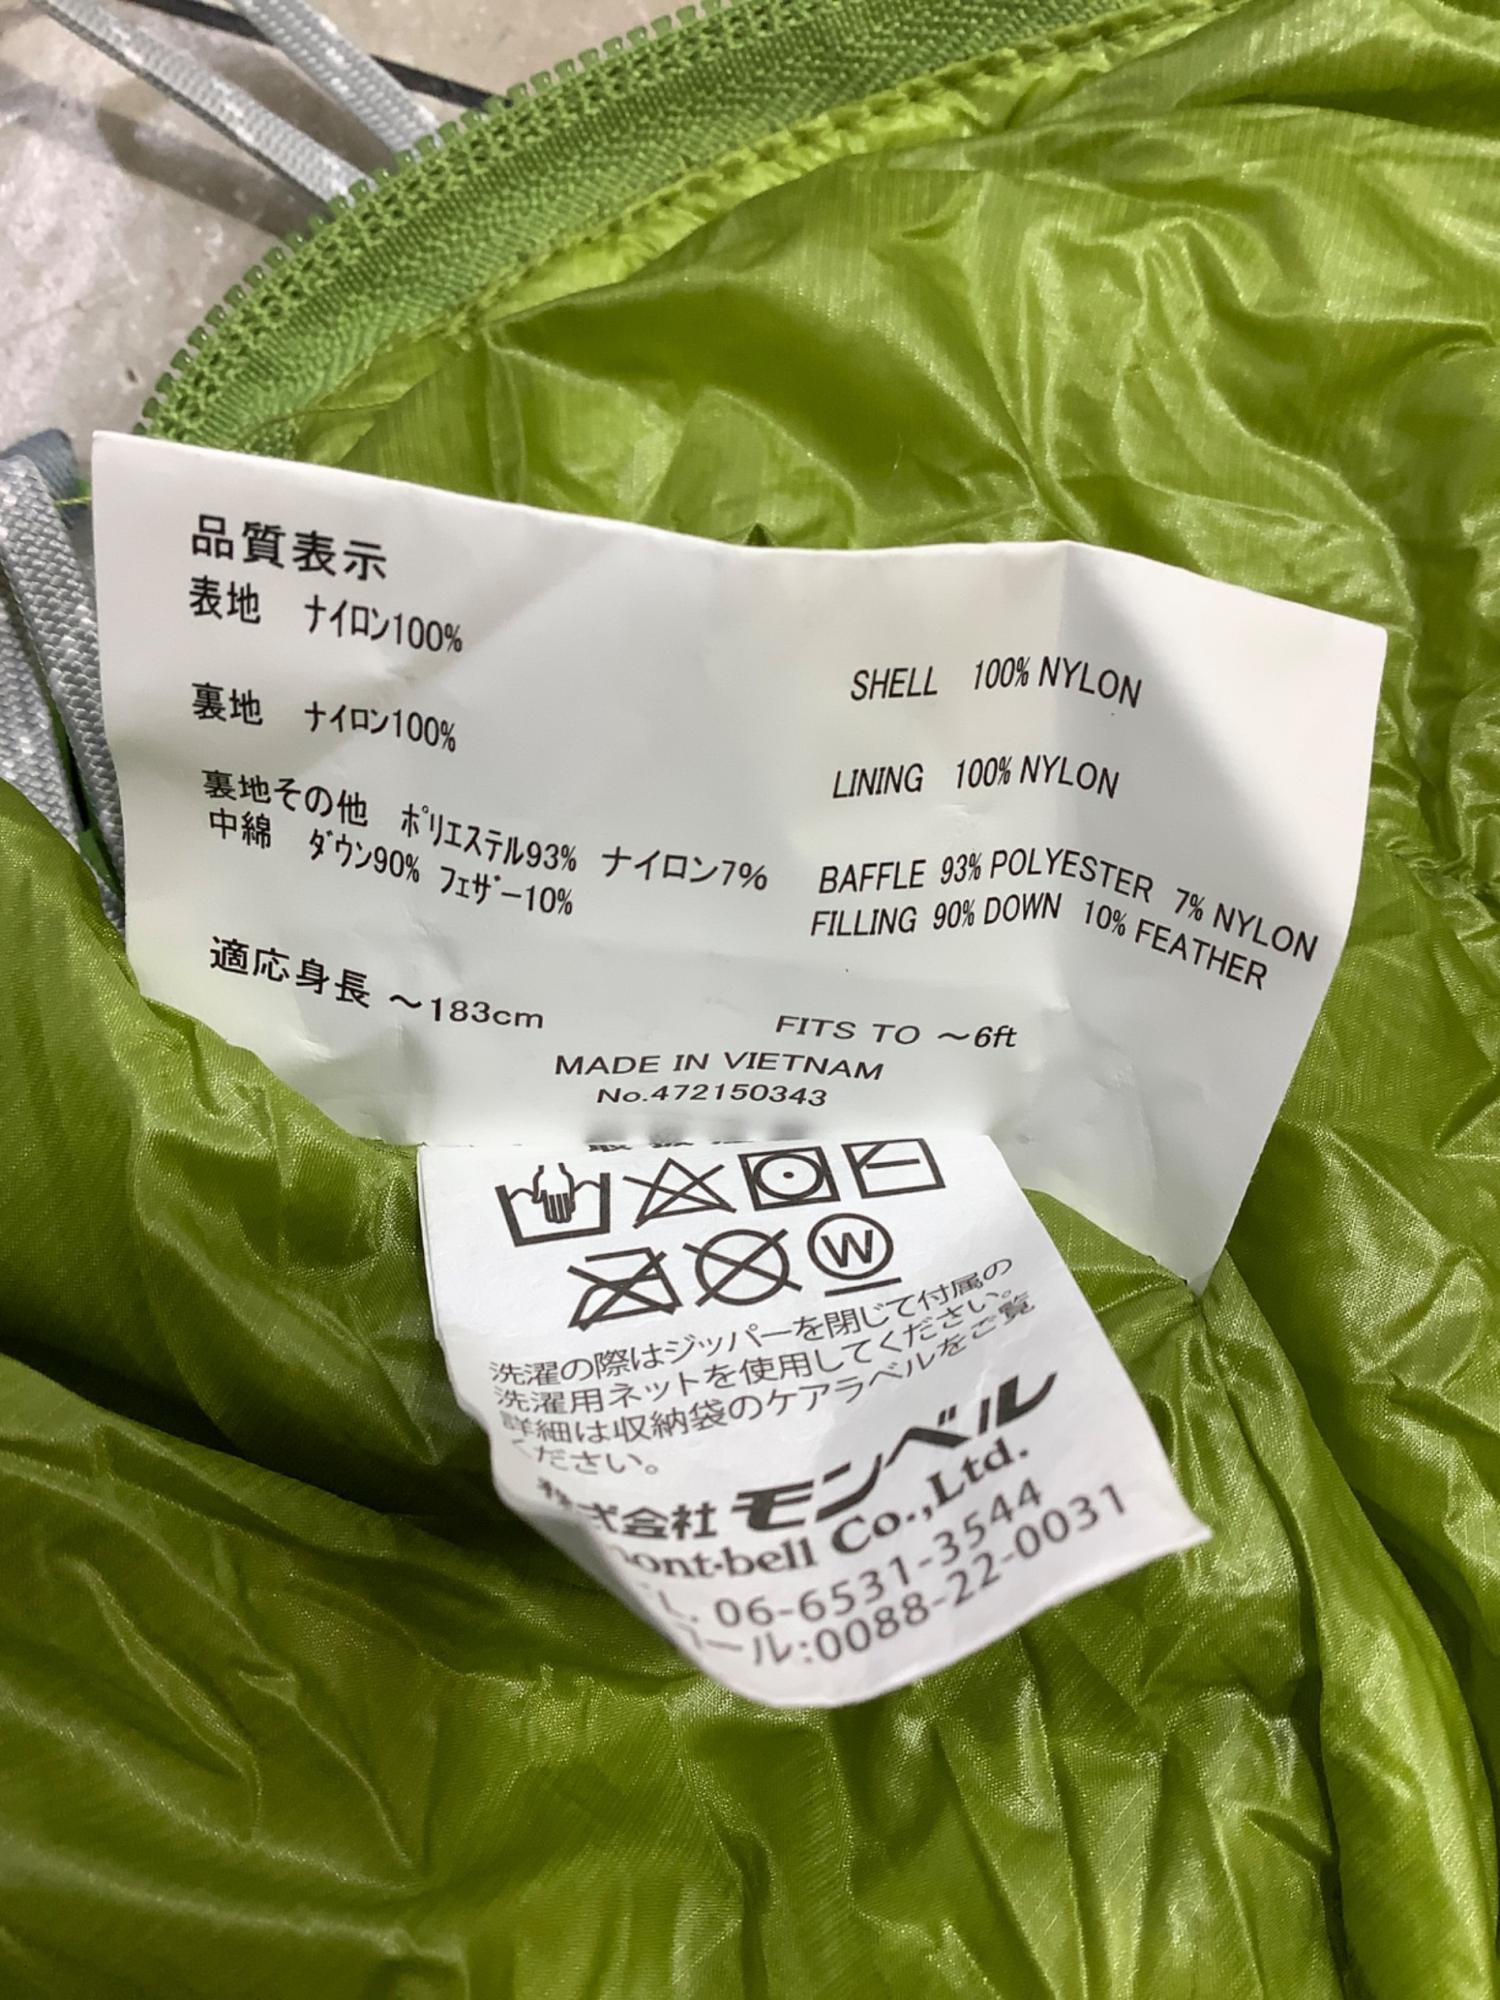 品質表示
表地 ナイロン100%
SHELL 100% NYLON
裏地 ナイロン100%
LINING 100% NYLON
裏地その他 ポリエステル93% ナイロン7%
BAFFLE 93% POLYESTER 7% NYLON
中綿 ダウン90% フェザー10%
FILLING 90% DOWN 10% FEATHER
適応身長 ～183cm
FITS TO ～6ft
MADE IN VIETNAM
No.472150343
W
洗濯の際はジッパーを閉じて付属の
洗濯用ネットを使用してください。
詳細は収納袋のケアラベルをご覧
ください。
株式会社 モンベル
mont-bell Co.,Ltd.
06-6531-3544
コール:0088-22-0031